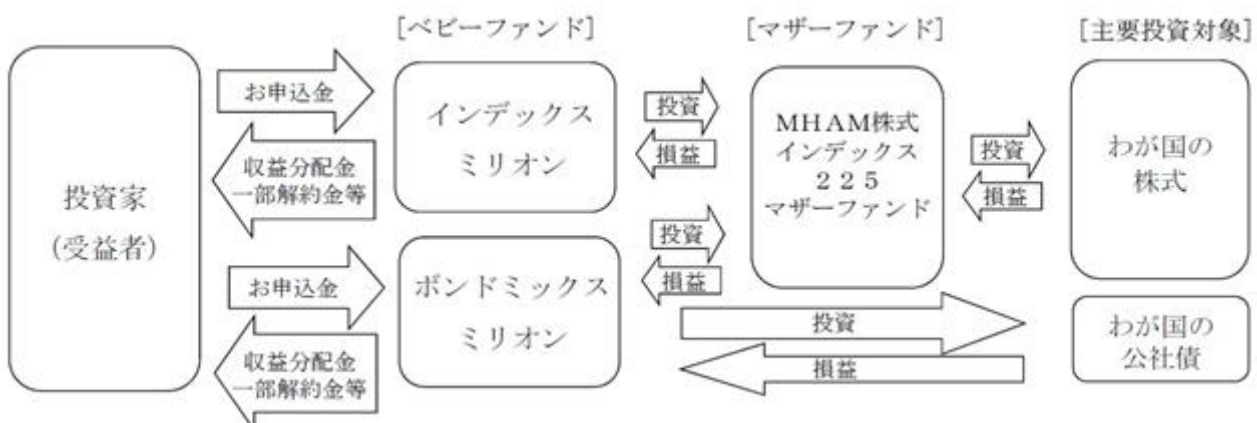 [ベビーファンド]
[マザーファンド]
[主要投資対象]
投資家
(受益者)
お申込金
収益分配金
一部解約金等
インデックス
ミリオン
投資
損益
MHAM株式
インデックス
225
マザーファンド
投資
損益
わが国の
株式
お申込金
収益分配金
一部解約金等
ボンドミックス
ミリオン
投資
損益
投資
損益
わが国の
公社債